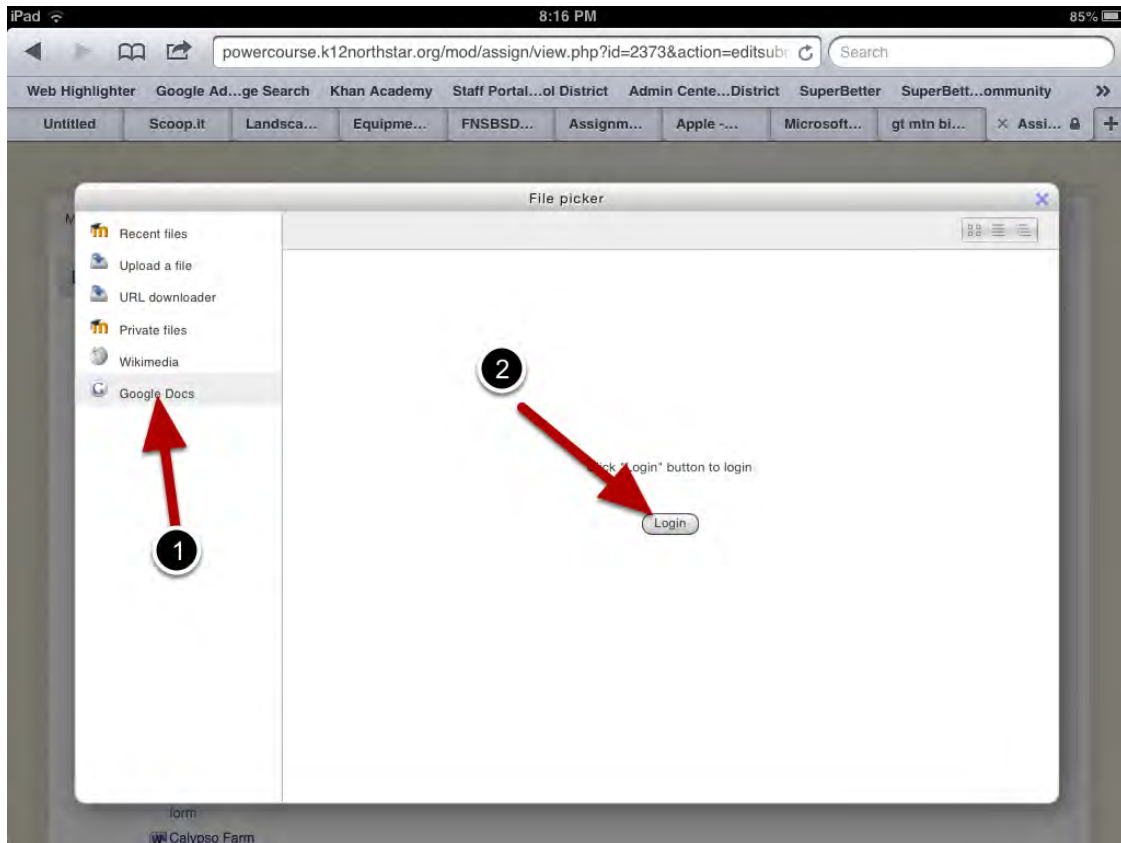 iPad 8:16 PM 85%
powercourse.k12northstar.org/mod/assign/view.php?id=2373&action=editsub Search
Web Highlighter Google Ad...ge Search Khan Academy Staff Portal...ol District Admin Cente...District SuperBetter SuperBett...ommunity »
Untitled Scoop.it Landsca... Equipme... FNSBSD... Assignm... Apple -... Microsoft... gt mtn bi... × Assi... +
File picker ×
Recent files
Upload a file
URL downloader
Private files
Wikimedia
Google Docs
2
Click "Login" button to login
Login
1
form
Calypso Farm